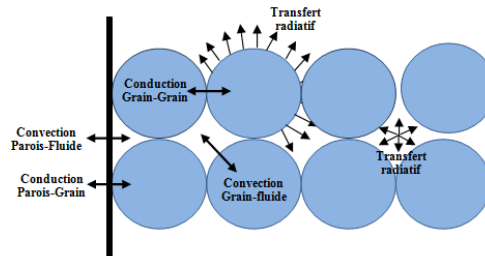 Transfert
radiatif
Conduction
Grain-Grain
Convection
Parois-Fluide
Transfert
radiatif
Conduction
Parois-Grain
Convection
Grain-fluide